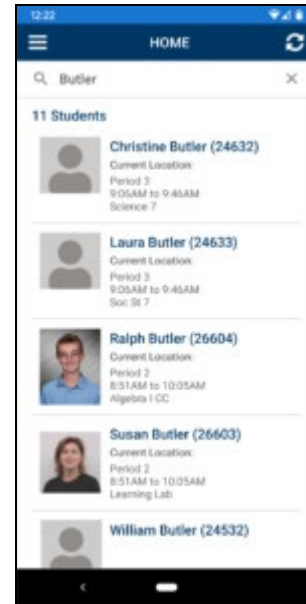 12:22
HOME
Butler
11 Students
Christine Butler (24632)
Current Location:
Period 3
9:06AM to 9:46AM
Science 7
Laura Butler (24633)
Current Location:
Period 3
9:06AM to 9:46AM
Soc St 7
Ralph Butler (26604)
Current Location:
Period 2
8:51AM to 10:05AM
Algebra I CC
Susan Butler (26603)
Current Location:
Period 2
8:51AM to 10:05AM
Learning Lab
William Butler (24532)